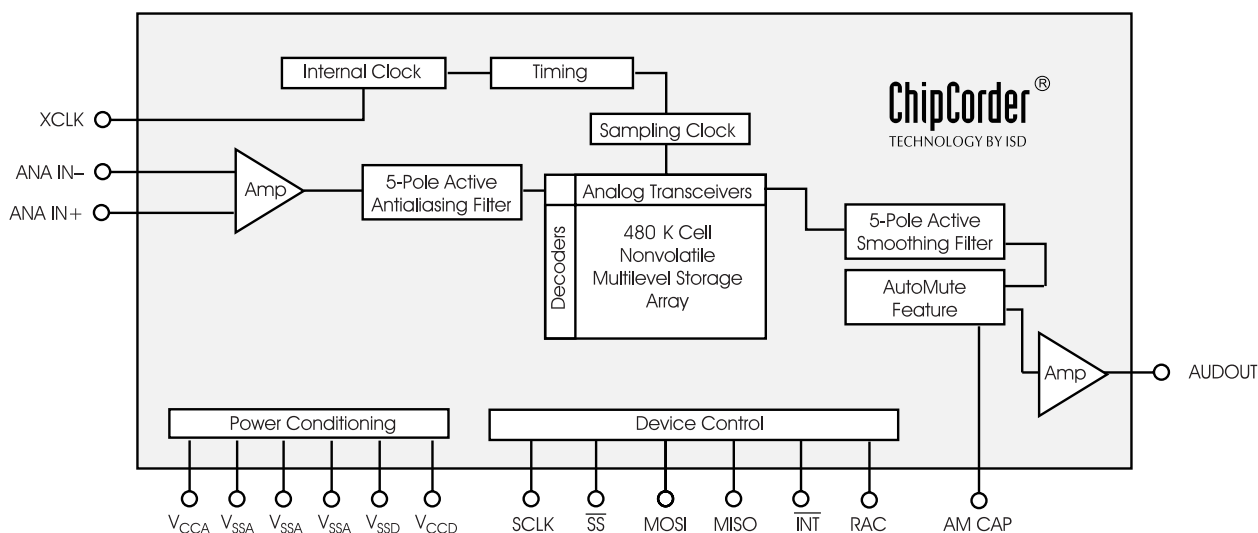 Internal Clock
Timing
ChipCorder®
TECHNOLOGY BY ISD
XCLK
Sampling Clock
ANA IN–
ANA IN+
Amp
5-Pole Active
Antialiasing Filter
Analog Transceivers
Decoders
480 K Cell
Nonvolatile
Multilevel Storage
Array
5-Pole Active
Smoothing Filter
AutoMute
Feature
Amp
AUDOUT
Power Conditioning
Device Control
VCCA
VSSA
VSSA
VSSA
VSSD
VCCD
SCLK
S̅S̅
MOSI
MISO
I̅N̅T̅
RAC
AM CAP